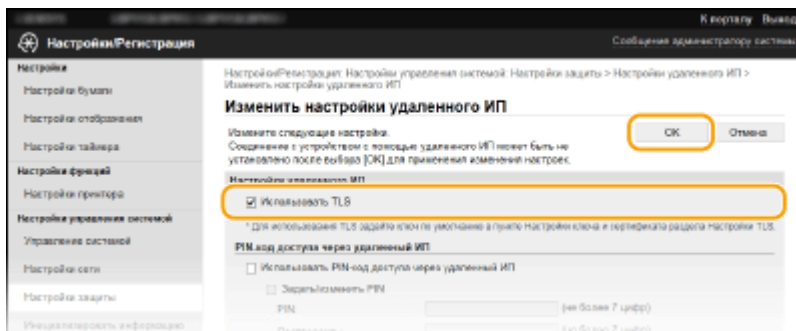 К порталу Выход
Настройки/Регистрация
Сообщение администратору системы
Настройки
Настройки бумаги
Настройки отображения
Настройки таймера
Настройки функций
Настройки принтера
Настройки управления системой
Управление системой
Настройки сети
Настройки защиты
Инициализировать информацию
Настройки/Регистрация: Настройки управления системой: Настройки защиты > Настройки удаленного ИП >
Изменить настройки удаленного ИП
Изменить настройки удаленного ИП
Измените следующие настройки.
Соединение с устройством с помощью удаленного ИП может быть не
установлено после выбора [OK] для применения изменения настроек.
OK Отмена
Настройки удаленного ИП
Использовать TLS
* Для использования TLS задайте ключ по умолчанию в пункте Настройки ключа и сертификата раздела Настройки TLS.
PIN-код доступа через удаленный ИП
Использовать PIN-код доступа через удаленный ИП
Задать/изменить PIN
PIN: (не более 7 цифр)
(не более 7 цифр)